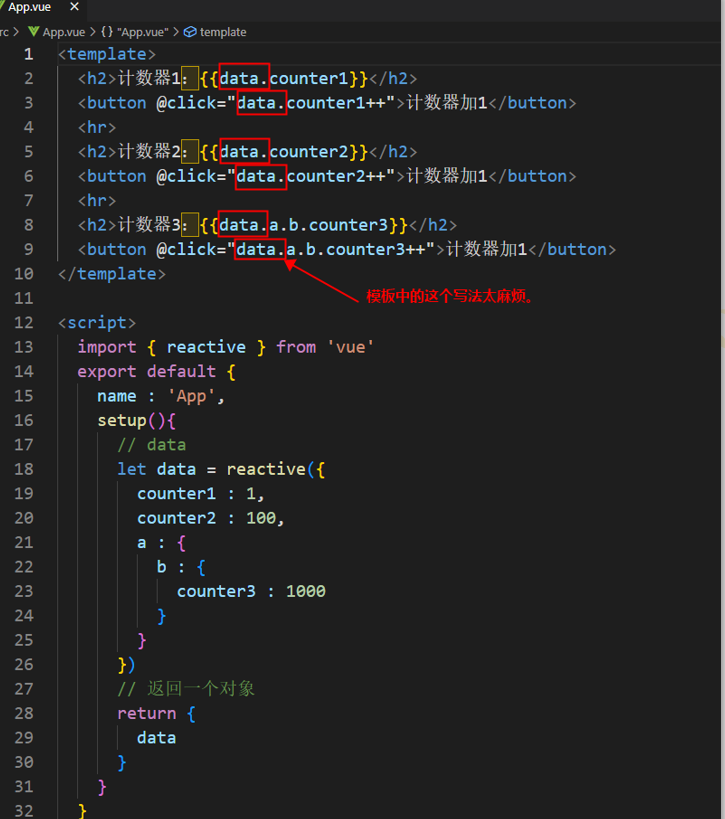 App.vue ×
rc > App.vue > {} "App.vue" > template
1 <template>
2 <h2>计数器1：{{data.counter1}}</h2>
3 <button @click="data.counter1++">计数器加1</button>
4 <hr>
5 <h2>计数器2：{{data.counter2}}</h2>
6 <button @click="data.counter2++">计数器加1</button>
7 <hr>
8 <h2>计数器3：{{data.a.b.counter3}}</h2>
9 <button @click="data.a.b.counter3++">计数器加1</button>
10 </template>
11
模板中的这个写法太麻烦。
12 <script>
13 import { reactive } from 'vue'
14 export default {
15 name : 'App',
16 setup(){
17 // data
18 let data = reactive({
19 counter1 : 1,
20 counter2 : 100,
21 a : {
22 b : {
23 counter3 : 1000
24 }
25 }
26 })
27 // 返回一个对象
28 return {
29 data
30 }
31 }
32 }